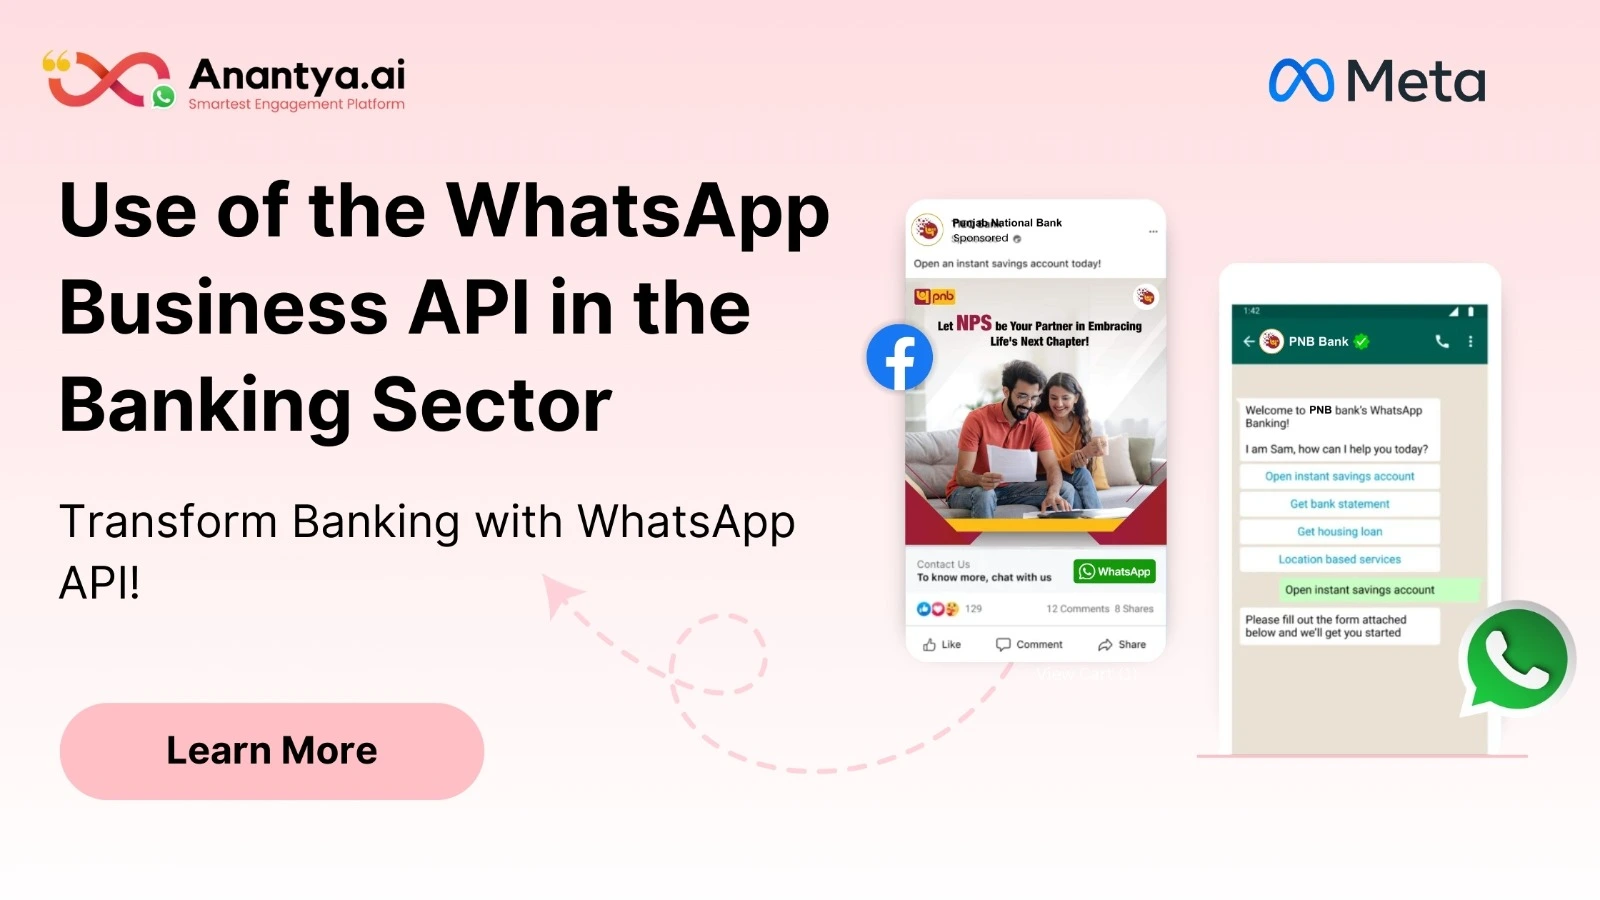 Anantya.ai
Smartest Engagement Platform
Meta
Use of the WhatsApp
Business API in the
Banking Sector
Transform Banking with WhatsApp
API!
Learn More
Punjab National Bank
Sponsored
Open an instant savings account today!
pnb
Let NPS be Your Partner in Embracing
Life's Next Chapter!
Contact Us
To know more, chat with us
WhatsApp
129
12 Comments 8 Shares
Like
Comment
Share
1:42
PNB Bank
Welcome to PNB bank's WhatsApp
Banking!
I am Sam, how can I help you today?
Open instant savings account
Get bank statement
Get housing loan
Location based services
Open instant savings account
Please fill out the form attached
below and we'll get you started